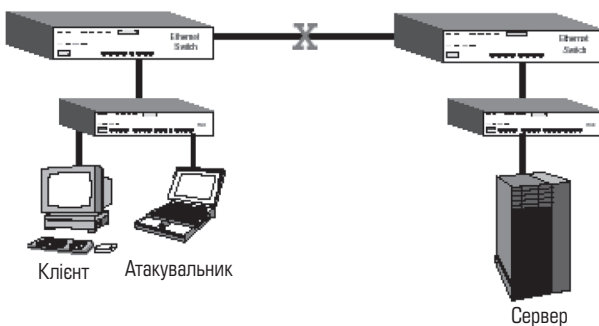 Ethernet
Switch
Ethernet
Switch
Клієнт
Атакувальник
Сервер